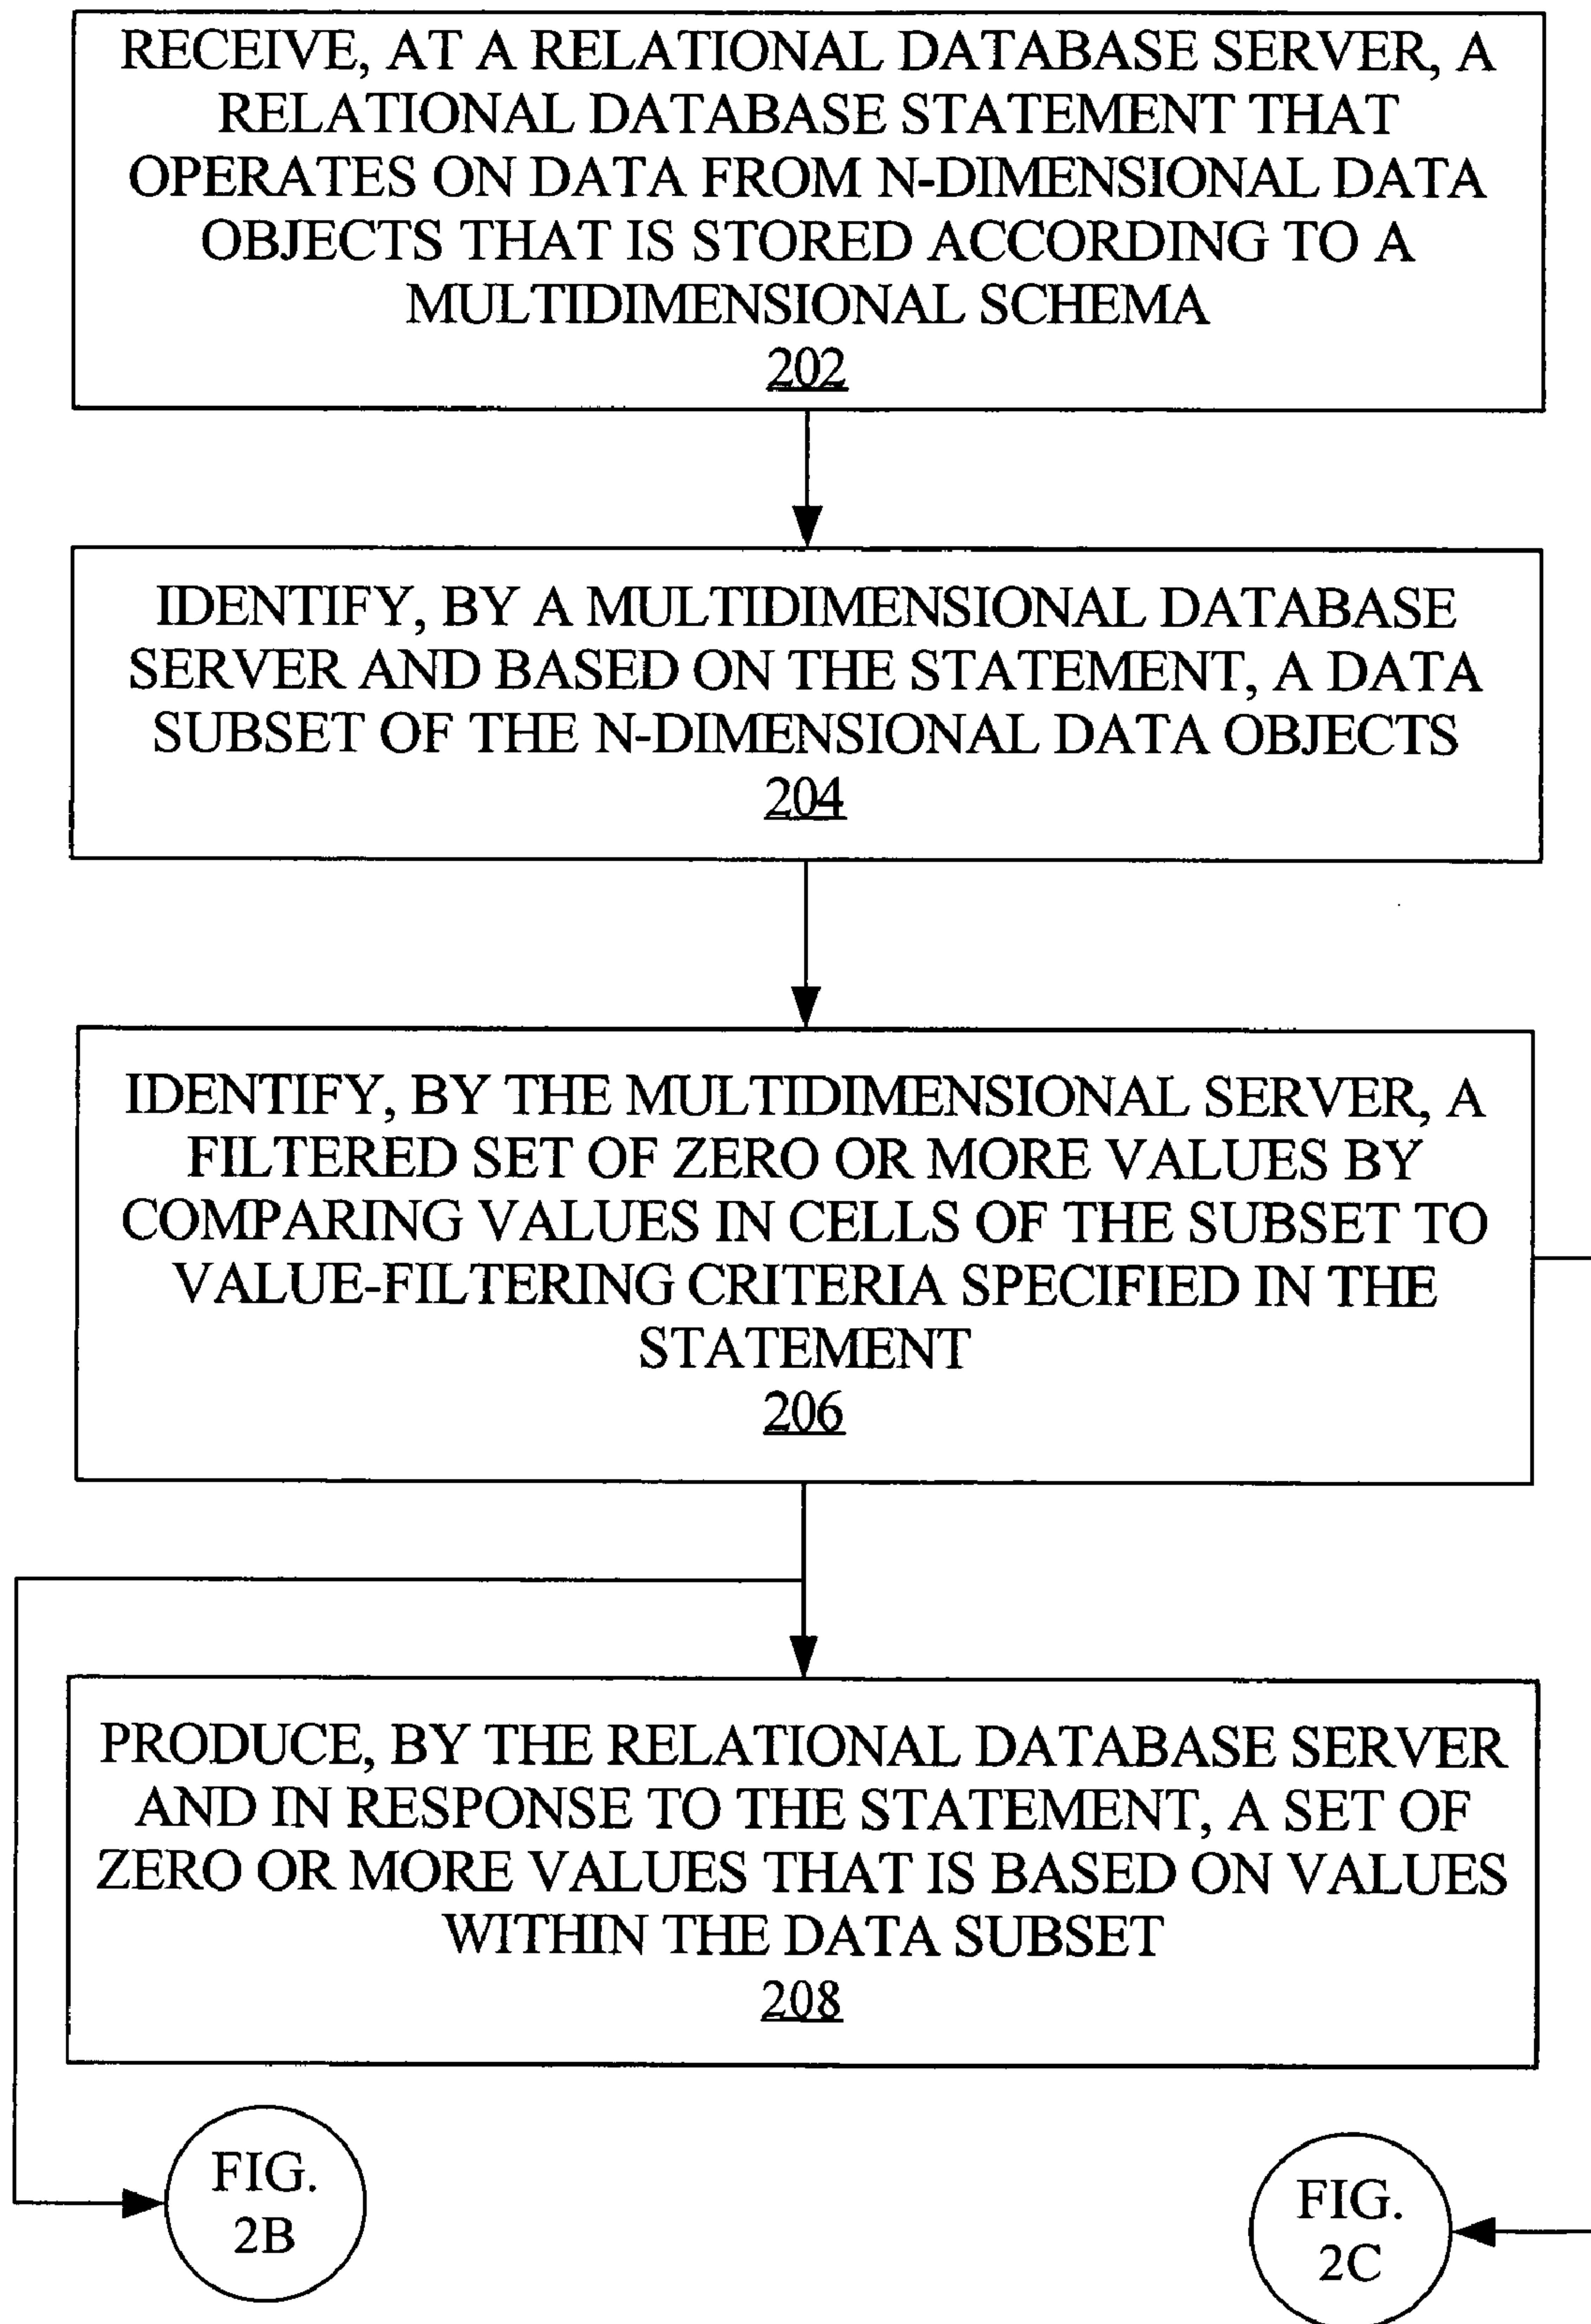 RECEIVE, AT A RELATIONAL DATABASE SERVER, A
RELATIONAL DATABASE STATEMENT THAT
OPERATES ON DATA FROM N-DIMENSIONAL DATA
OBJECTS THAT IS STORED ACCORDING TO A
MULTIDIMENSIONAL SCHEMA
202
IDENTIFY, BY A MULTIDIMENSIONAL DATABASE
SERVER AND BASED ON THE STATEMENT, A DATA
SUBSET OF THE N-DIMENSIONAL DATA OBJECTS
204
IDENTIFY, BY THE MULTIDIMENSIONAL SERVER, A
FILTERED SET OF ZERO OR MORE VALUES BY
COMPARING VALUES IN CELLS OF THE SUBSET TO
VALUE-FILTERING CRITERIA SPECIFIED IN THE
STATEMENT
206
PRODUCE, BY THE RELATIONAL DATABASE SERVER
AND IN RESPONSE TO THE STATEMENT, A SET OF
ZERO OR MORE VALUES THAT IS BASED ON VALUES
WITHIN THE DATA SUBSET
208
FIG.
2B
FIG.
2C